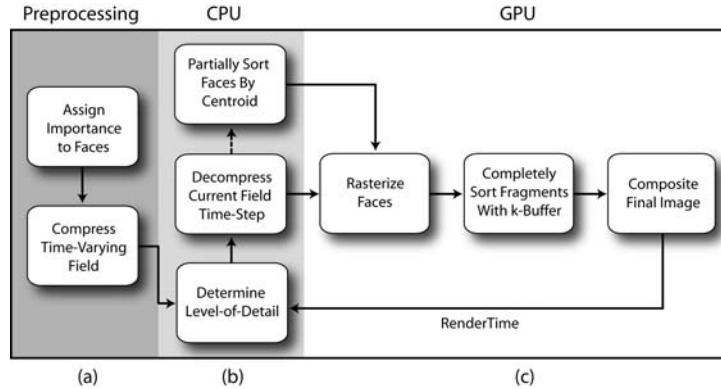 Preprocessing
CPU
GPU
Assign
Importance
to Faces
Compress
Time-Varying
Field
Partially Sort
Faces By
Centroid
Decompress
Current Field
Time-Step
Determine
Level-of-Detail
Rasterize
Faces
Completely
Sort Fragments
With k-Buffer
Composite
Final Image
RenderTime
(a)
(b)
(c)